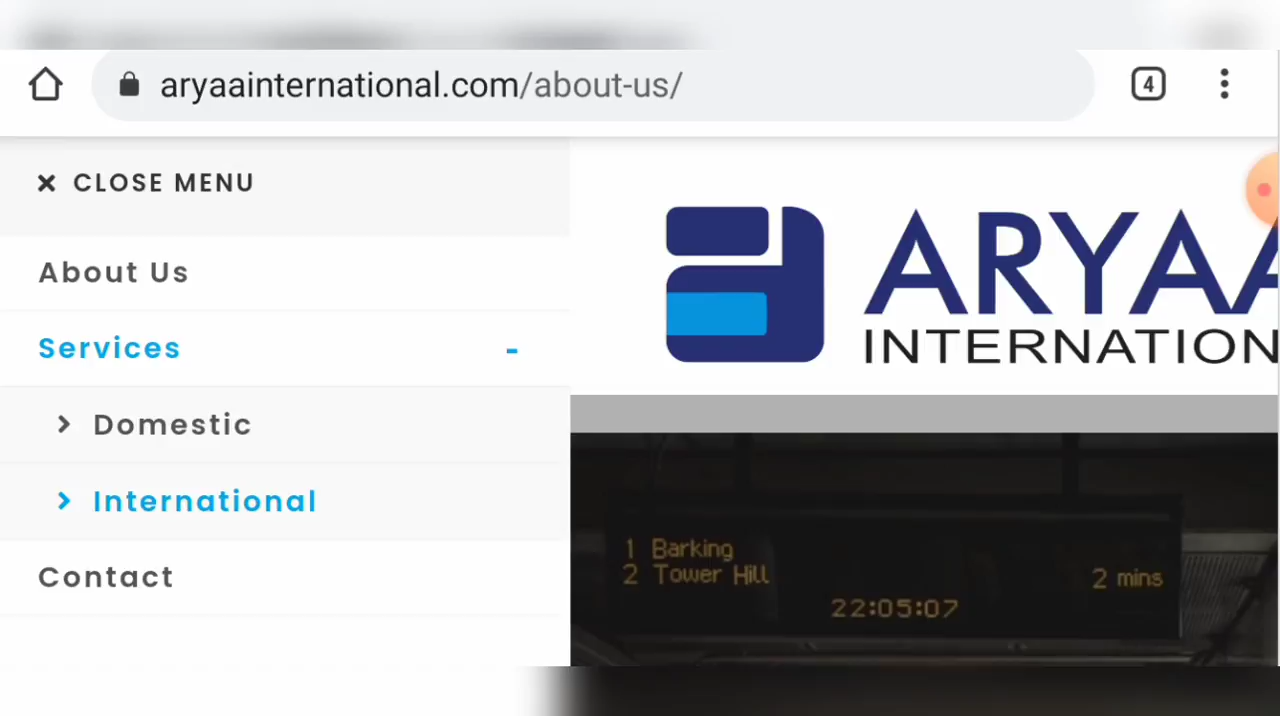 aryaainternational.com/about-us/
4
CLOSE MENU
About Us
Services -
Domestic
International
Contact
ARYAA
INTERNATION
1 Barking
2 Tower Hill 2 mins
22:05:07